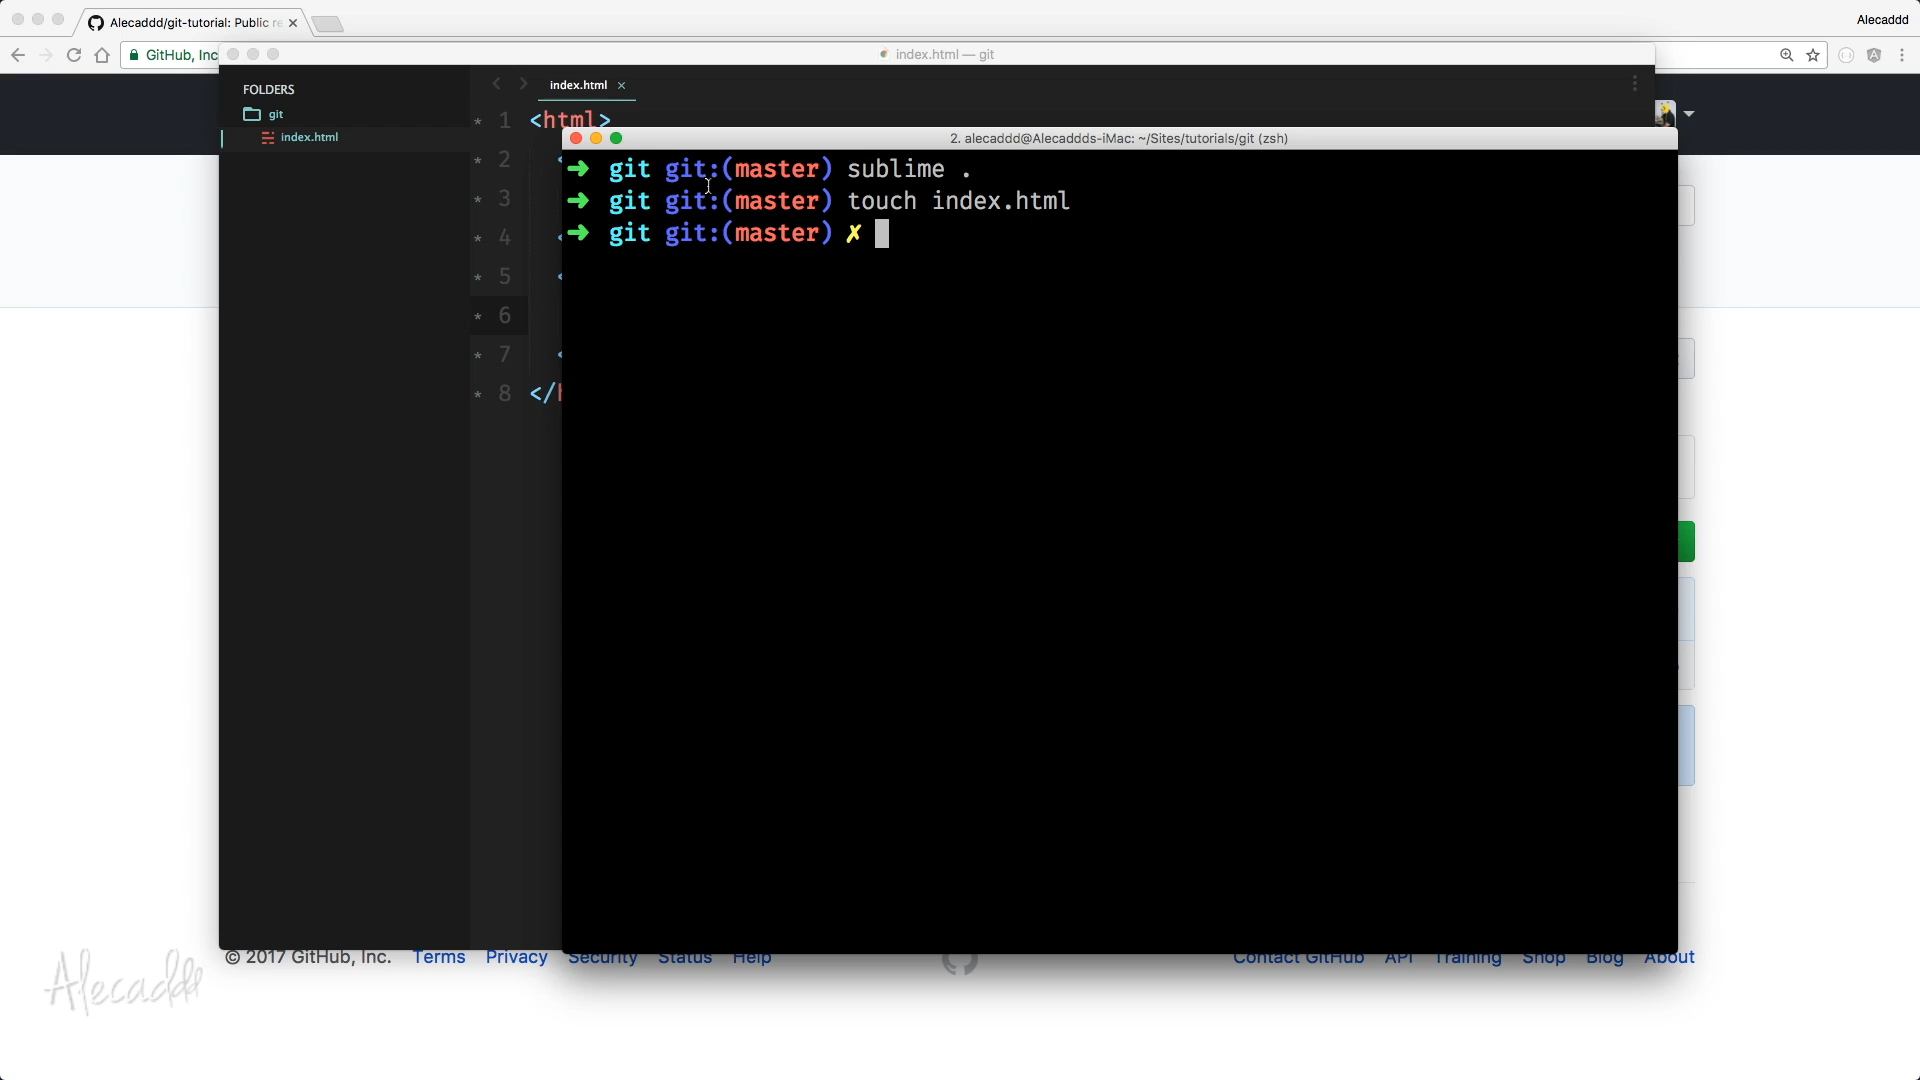 Alecaddd/git-tutorial: Public re
Alecaddd
GitHub, Inc
index.html — git
FOLDERS
git
index.html
index.html
* 1 <html>
* 2 <
* 3
* 4 <
* 5 <
* 6
* 7 <
* 8 </h
2. alecaddd@Alecaddds-iMac: ~/Sites/tutorials/git (zsh)
➜ git git:(master) sublime .
➜ git git:(master) touch index.html
➜ git git:(master) ✗
© 2017 GitHub, Inc. Terms Privacy Security Status Help
Contact GitHub API Training Shop Blog About
Alecaddd